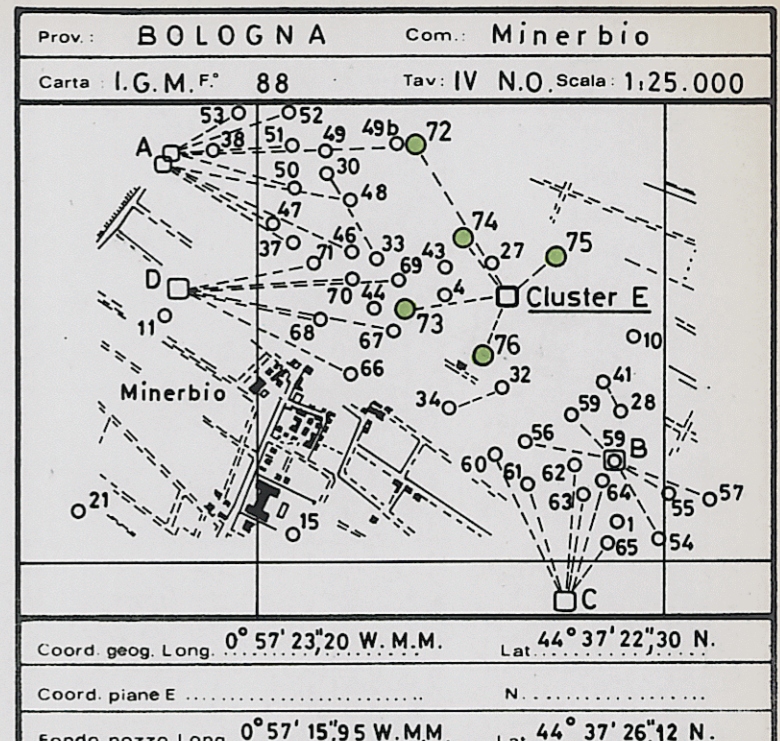 Prov.: BOLOGNA Com.: Minerbio
Carta: I.G.M. F.° 88 Tav: IV N.O. Scala: 1:25.000
53 52
A 38 51 49 49b 72
30
50 48
47 74
37 46 33 43 27 75
71
D 70 69 4 Cluster E
44 73
11 68 67 10
76
66 41
Minerbio 34 32 28
59
56 59 B
60 61 62 64 57
63 55
21 15 1 54
65
C
Coord. geog. Long. 0° 57' 23",20 W.M.M. Lat. 44° 37' 22",30 N.
Coord. piane E N.
Fondo pozzo Long. 0° 57' 15",95 W.M.M. Lat. 44° 37' 26",12 N.